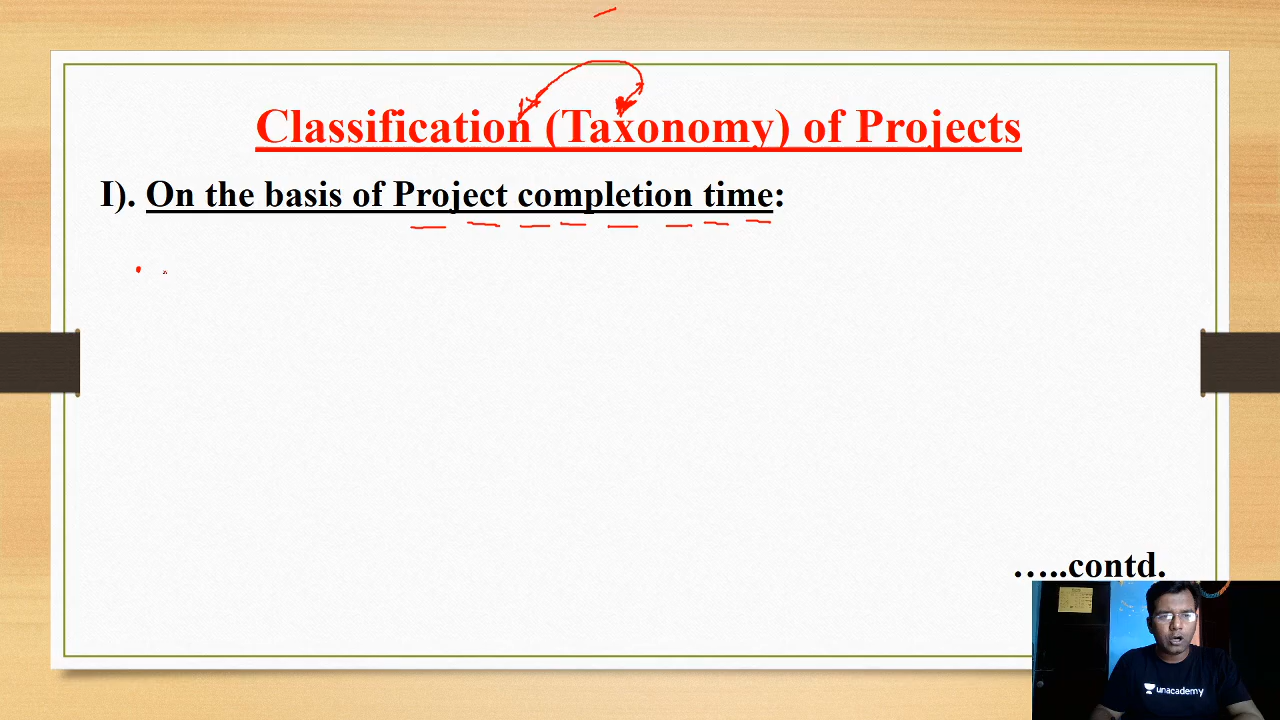 Classification (Taxonomy) of Projects
I). On the basis of Project completion time:
…..contd.
unacademy